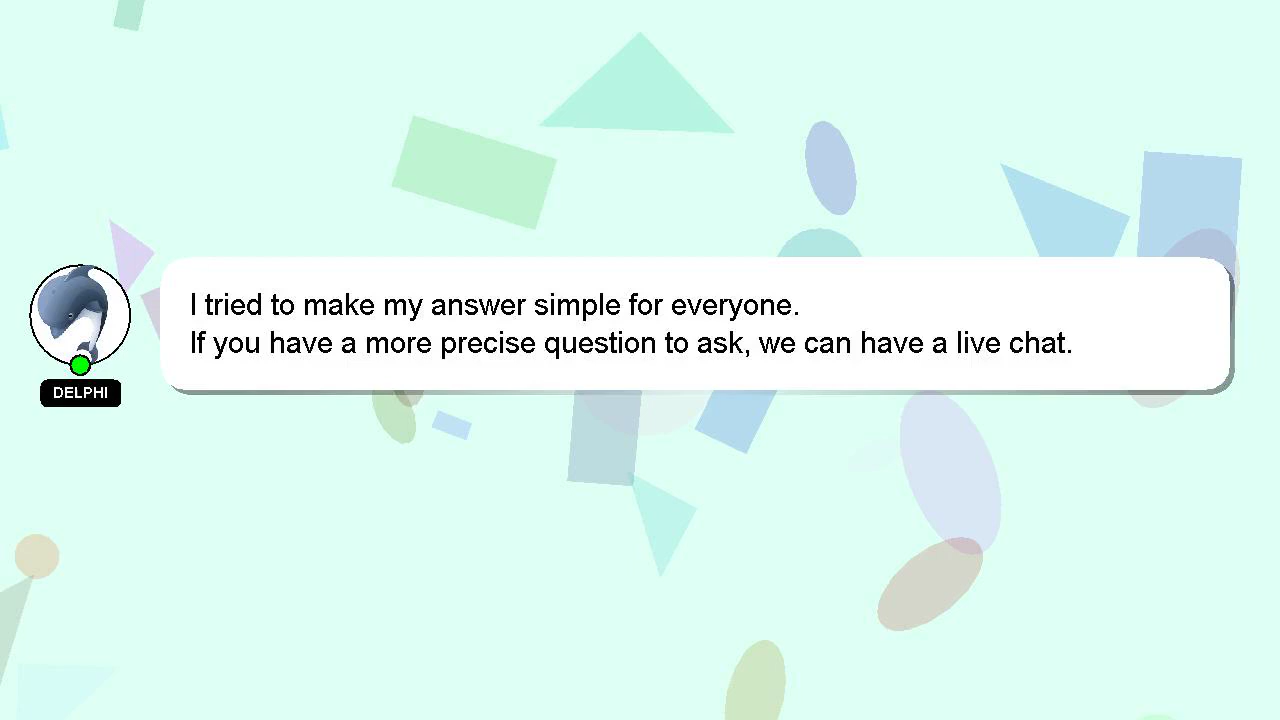 I tried to make my answer simple for everyone.
If you have a more precise question to ask, we can have a live chat.
DELPHI